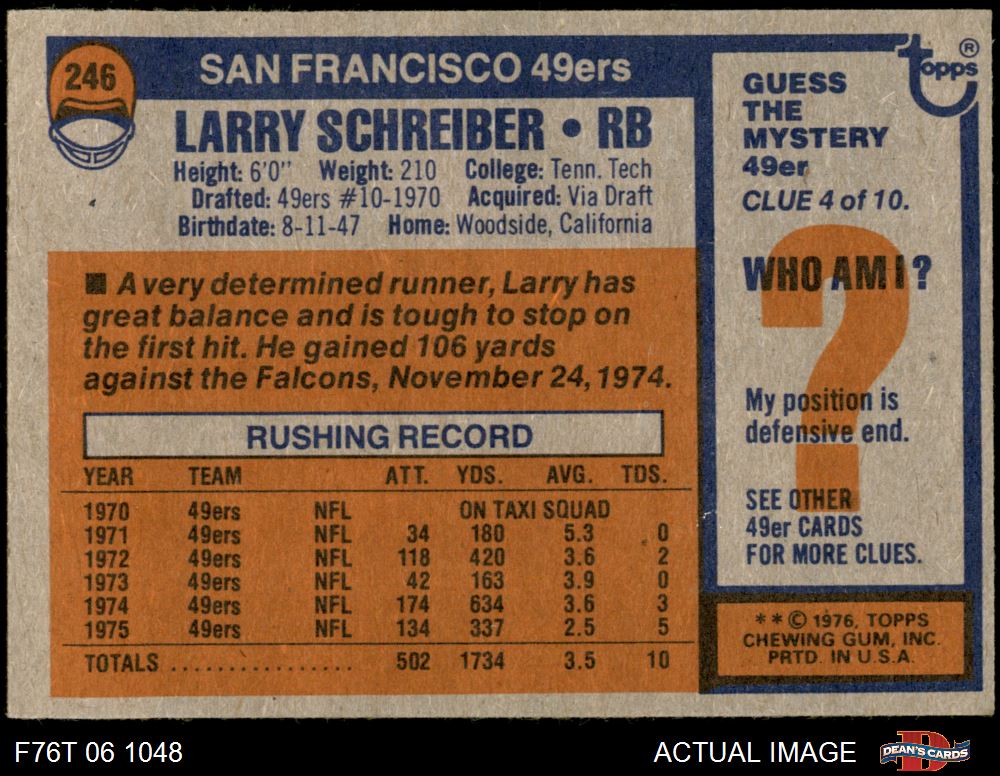 246
SAN FRANCISCO 49ers
LARRY SCHREIBER • RB
Height: 6'0" Weight: 210 College: Tenn. Tech
Drafted: 49ers #10-1970 Acquired: Via Draft
Birthdate: 8-11-47 Home: Woodside, California
■ A very determined runner, Larry has
great balance and is tough to stop on
the first hit. He gained 106 yards
against the Falcons, November 24, 1974.
RUSHING RECORD
YEAR TEAM ATT. YDS. AVG. TDS.
1970 49ers NFL ON TAXI SQUAD
1971 49ers NFL 34 180 5.3 0
1972 49ers NFL 118 420 3.6 2
1973 49ers NFL 42 163 3.9 0
1974 49ers NFL 174 634 3.6 3
1975 49ers NFL 134 337 2.5 5
TOTALS ................. 502 1734 3.5 10
topps ®
GUESS
THE
MYSTERY
49er
CLUE 4 of 10.
?
WHO AM I?
My position is
defensive end.
SEE OTHER
49er CARDS
FOR MORE CLUES.
** © 1976, TOPPS
CHEWING GUM, INC.
PRTD. IN U.S.A.
F76T 06 1048
ACTUAL IMAGE
D
DEAN'S CARDS